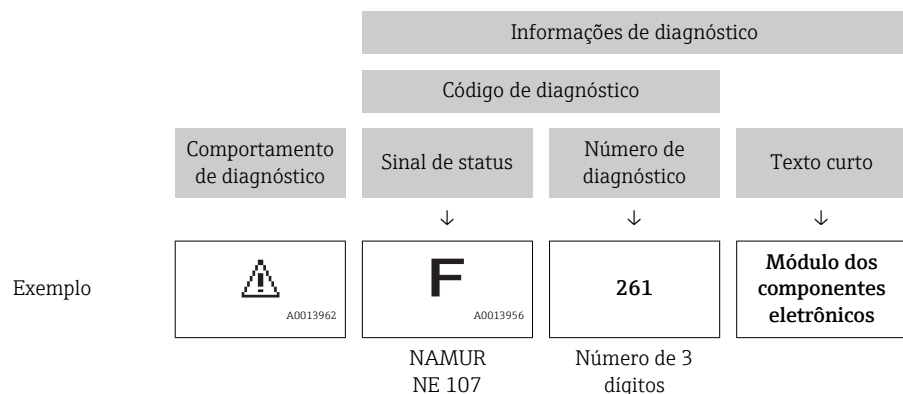 Informações de diagnóstico
Código de diagnóstico
Comportamento
de diagnóstico
Sinal de status
Número de
diagnóstico
Texto curto
↓
↓
↓
Exemplo
A0013962
F
A0013956
261
Módulo dos
componentes
eletrônicos
NAMUR
NE 107
Número de 3
dígitos